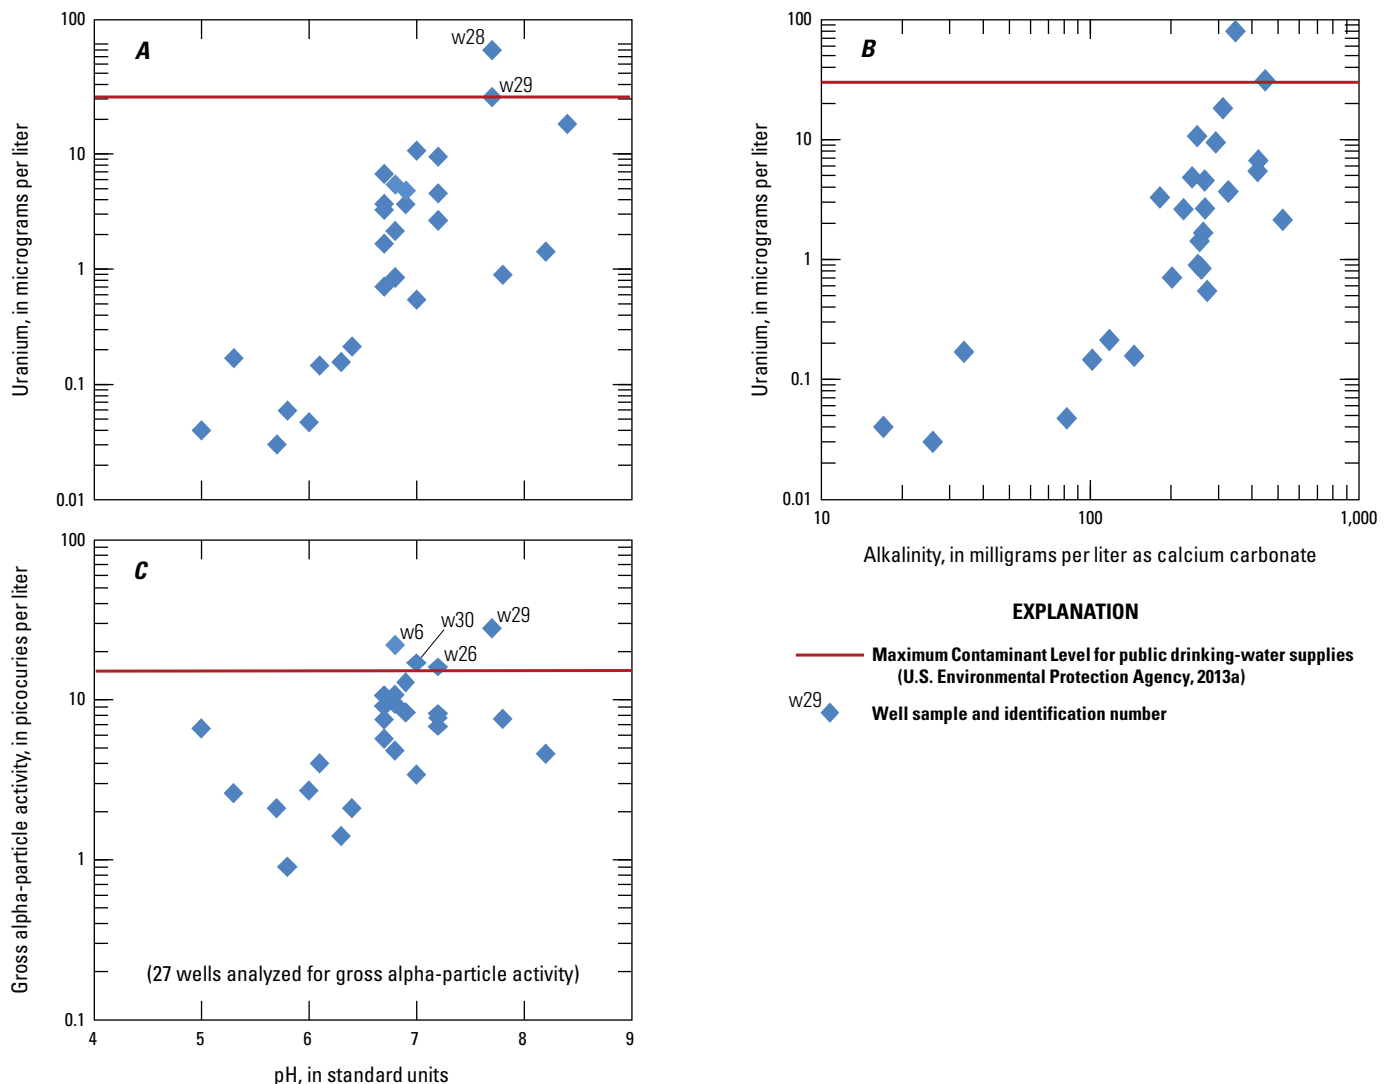 A
100
10
1
0.1
0.01
Uranium, in micrograms per liter
w28
w29
B
100
10
1
0.1
0.01
Uranium, in micrograms per liter
10
100
1,000
Alkalinity, in milligrams per liter as calcium carbonate
C
100
10
1
0.1
Gross alpha-particle activity, in picocuries per liter
w6
w30
w29
w26
(27 wells analyzed for gross alpha-particle activity)
4
5
6
7
8
9
pH, in standard units
EXPLANATION
Maximum Contaminant Level for public drinking-water supplies
(U.S. Environmental Protection Agency, 2013a)
w29
Well sample and identification number